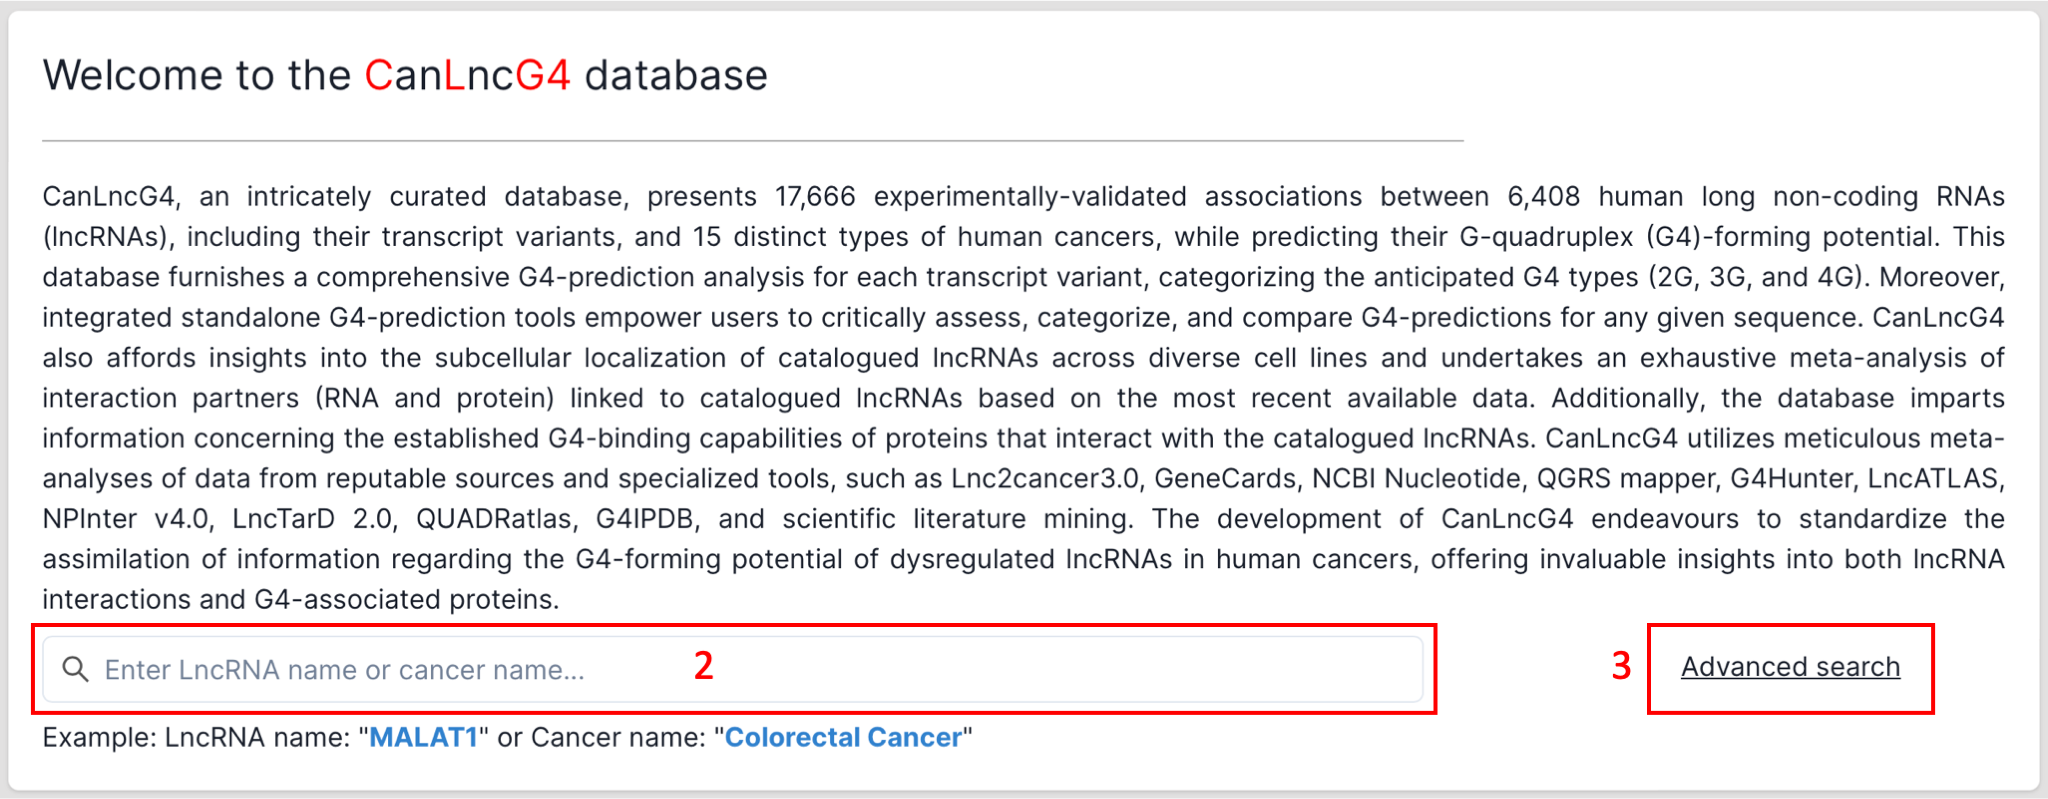 Welcome to the CanLncG4 database
CanLncG4, an intricately curated database, presents 17,666 experimentally-validated associations between 6,408 human long non-coding RNAs
(lncRNAs), including their transcript variants, and 15 distinct types of human cancers, while predicting their G-quadruplex (G4)-forming potential. This
database furnishes a comprehensive G4-prediction analysis for each transcript variant, categorizing the anticipated G4 types (2G, 3G, and 4G). Moreover,
integrated standalone G4-prediction tools empower users to critically assess, categorize, and compare G4-predictions for any given sequence. CanLncG4
also affords insights into the subcellular localization of catalogued lncRNAs across diverse cell lines and undertakes an exhaustive meta-analysis of
interaction partners (RNA and protein) linked to catalogued lncRNAs based on the most recent available data. Additionally, the database imparts
information concerning the established G4-binding capabilities of proteins that interact with the catalogued lncRNAs. CanLncG4 utilizes meticulous meta-
analyses of data from reputable sources and specialized tools, such as Lnc2cancer3.0, GeneCards, NCBI Nucleotide, QGRS mapper, G4Hunter, LncATLAS,
NPInter v4.0, LncTarD 2.0, QUADRatlas, G4IPDB, and scientific literature mining. The development of CanLncG4 endeavours to standardize the
assimilation of information regarding the G4-forming potential of dysregulated lncRNAs in human cancers, offering invaluable insights into both lncRNA
interactions and G4-associated proteins.
Enter LncRNA name or cancer name... 2
3 Advanced search
Example: LncRNA name: "MALAT1" or Cancer name: "Colorectal Cancer"